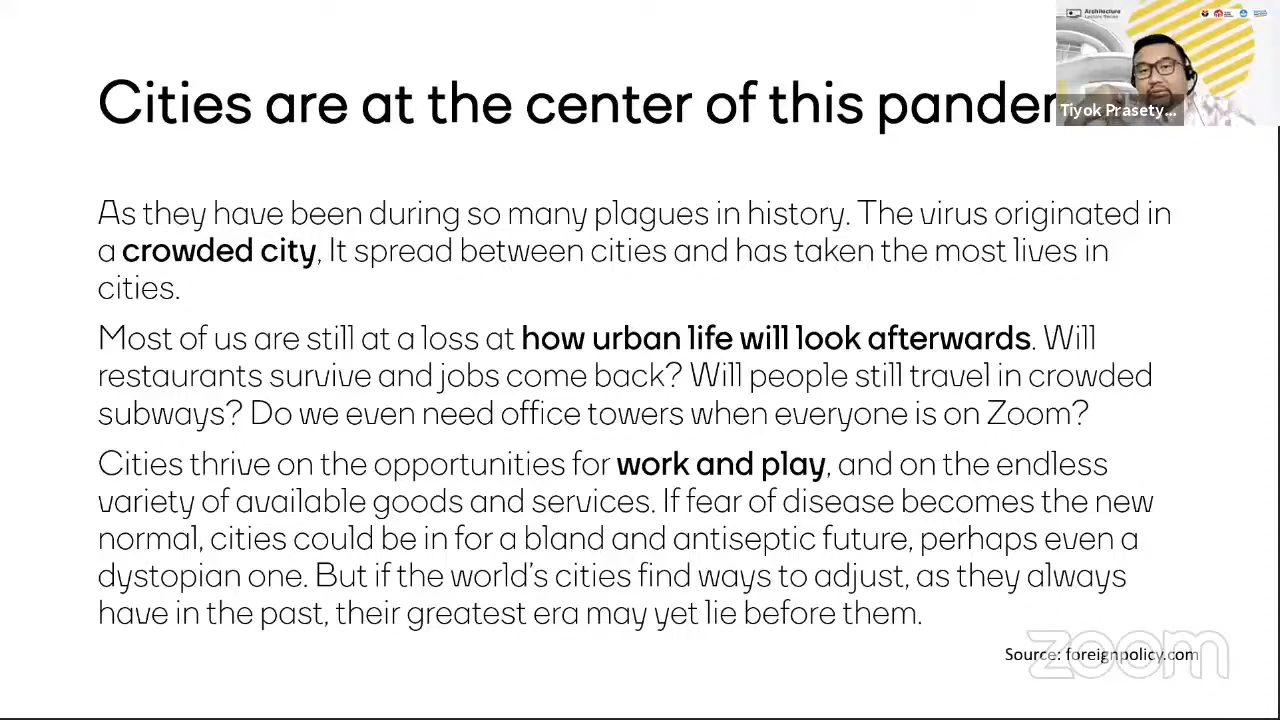 Architecture
Lecture Series
Cities are at the center of this pandem
Tiyok Prasety...
As they have been during so many plagues in history. The virus originated in
a crowded city, It spread between cities and has taken the most lives in
cities.
Most of us are still at a loss at how urban life will look afterwards. Will
restaurants survive and jobs come back? Will people still travel in crowded
subways? Do we even need office towers when everyone is on Zoom?
Cities thrive on the opportunities for work and play, and on the endless
variety of available goods and services. If fear of disease becomes the new
normal, cities could be in for a bland and antiseptic future, perhaps even a
dystopian one. But if the world’s cities find ways to adjust, as they always
have in the past, their greatest era may yet lie before them.
Source: foreignpolicy.com
zoom